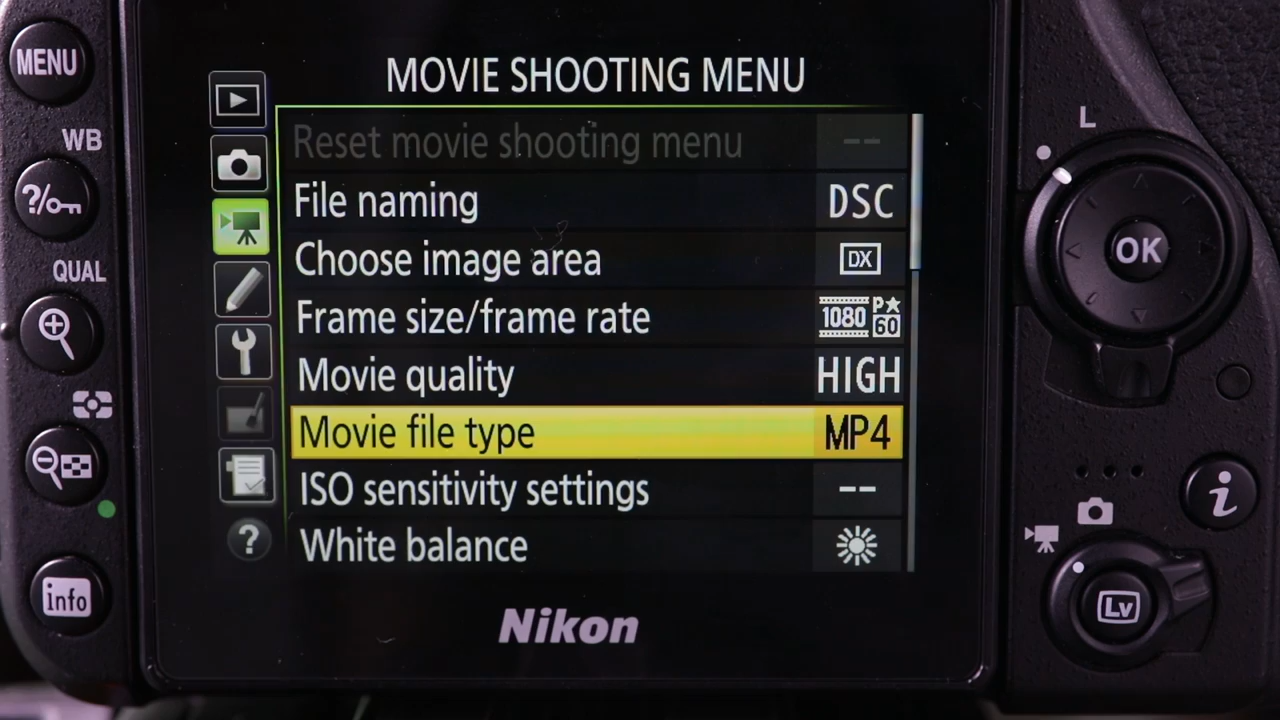 MENU
WB
?/
QUAL
info
MOVIE SHOOTING MENU
Reset movie shooting menu --
File naming DSC
Choose image area DX
Frame size/frame rate 1080 P★ 60
Movie quality HIGH
Movie file type MP4
ISO sensitivity settings --
White balance
?
Nikon
L
OK
i
Lv